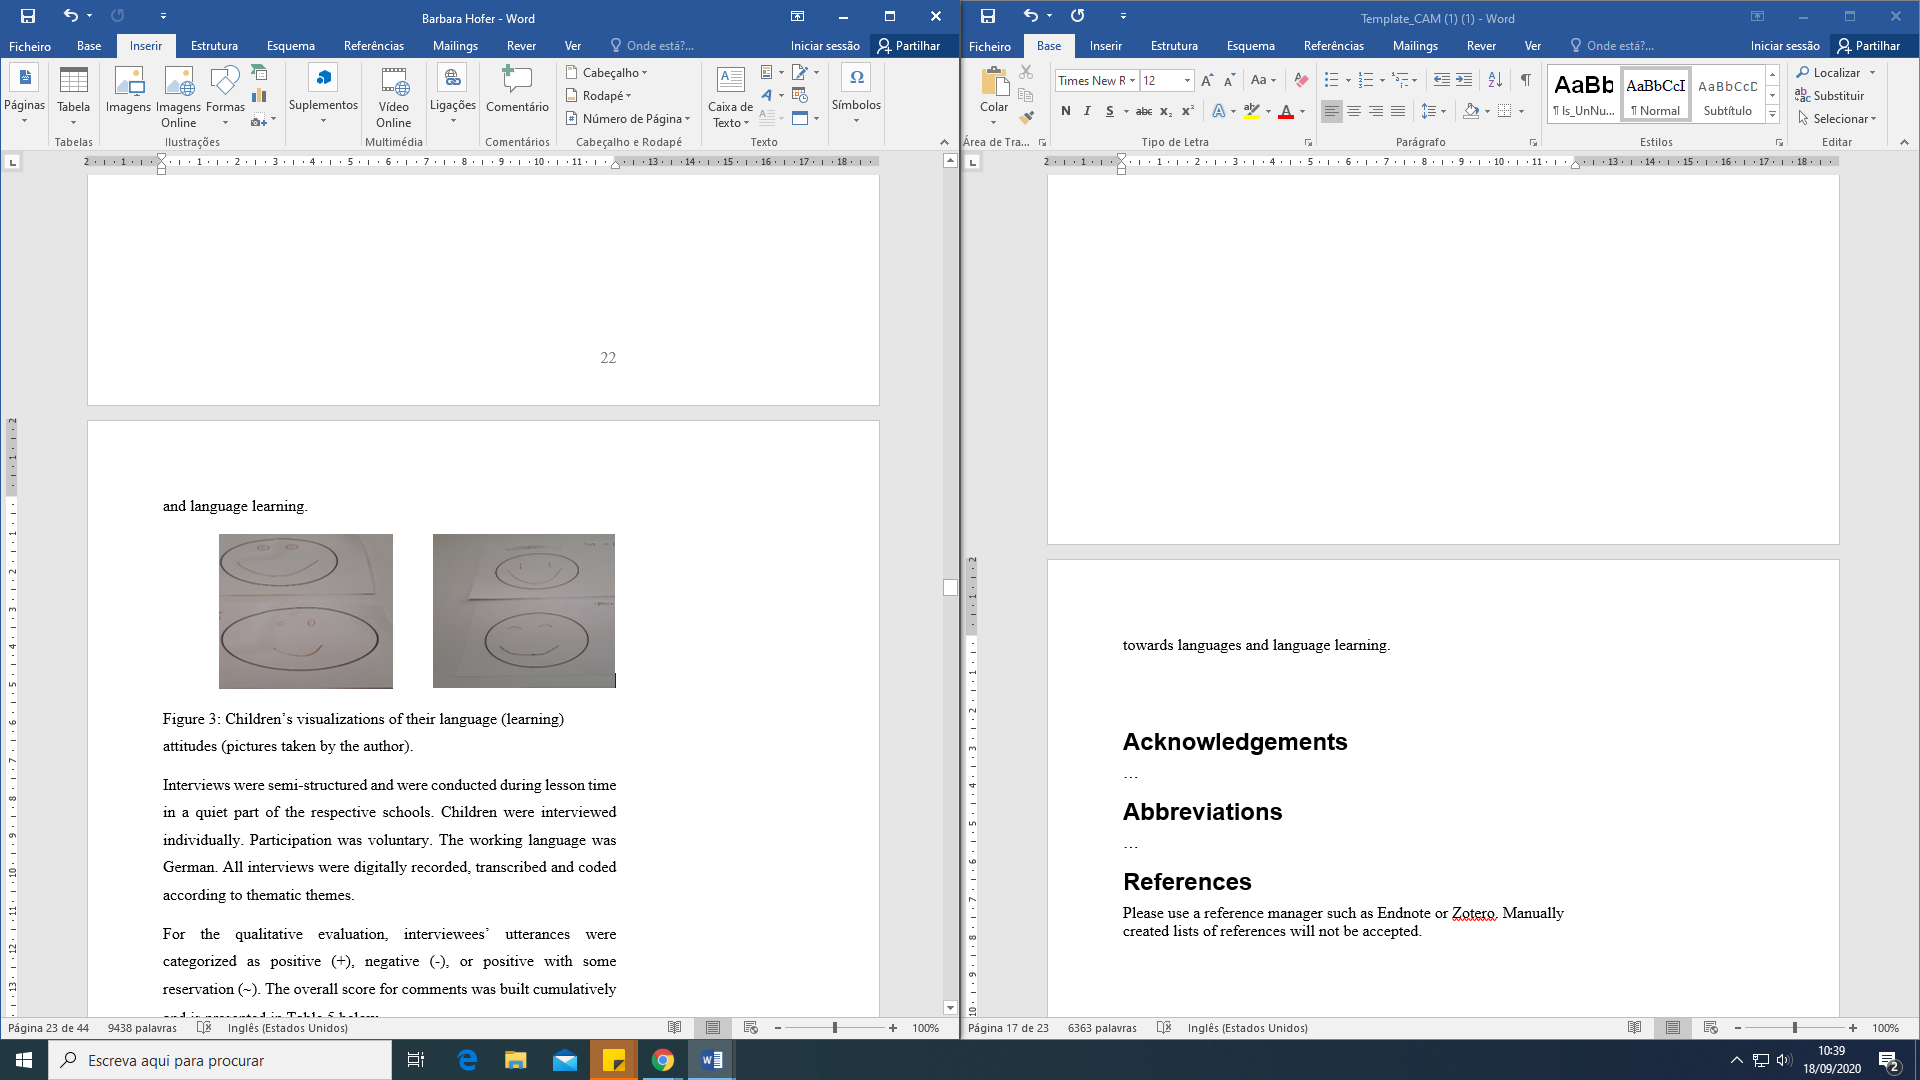 Barbara Hofer - Word
Ficheiro Base Inserir Estrutura Esquema Referências Mailings Rever Ver Onde está?... Iniciar sessão Partilhar
Páginas
Tabela
Imagens
Imagens Online
Formas
Suplementos
Vídeo Online
Ligações
Comentário
Cabeçalho
Rodapé
Número de Página
Caixa de Texto
Símbolos
Tabelas Ilustrações Multimédia Comentários Cabeçalho e Rodapé Texto
22
and language learning.
Figure 3: Children’s visualizations of their language (learning)
attitudes (pictures taken by the author).
Interviews were semi-structured and were conducted during lesson time
in a quiet part of the respective schools. Children were interviewed
individually. Participation was voluntary. The working language was
German. All interviews were digitally recorded, transcribed and coded
according to thematic themes.
For the qualitative evaluation, interviewees’ utterances were
categorized as positive (+), negative (-), or positive with some
reservation (~). The overall score for comments was built cumulatively
and is presented in Table 5 below.
Página 23 de 44 9438 palavras Inglês (Estados Unidos) 100%
Template_CAM (1) (1) - Word
Ficheiro Base Inserir Estrutura Esquema Referências Mailings Rever Ver Onde está?... Iniciar sessão Partilhar
Colar
Times New R 12
N I S abc x₂ x²
Aa
AaBb AaBbCcI AaBbCcD
¶ Is_UnNu... ¶ Normal Subtítulo
Localizar
Substituir
Selecionar
Área de Tra... Tipo de Letra Parágrafo Estilos Editar
towards languages and language learning.
Acknowledgements
…
Abbreviations
…
References
Please use a reference manager such as Endnote or Zotero. Manually
created lists of references will not be accepted.
Página 17 de 23 6363 palavras Inglês (Estados Unidos) 100%
Escreva aqui para procurar
10:39
18/09/2020
2